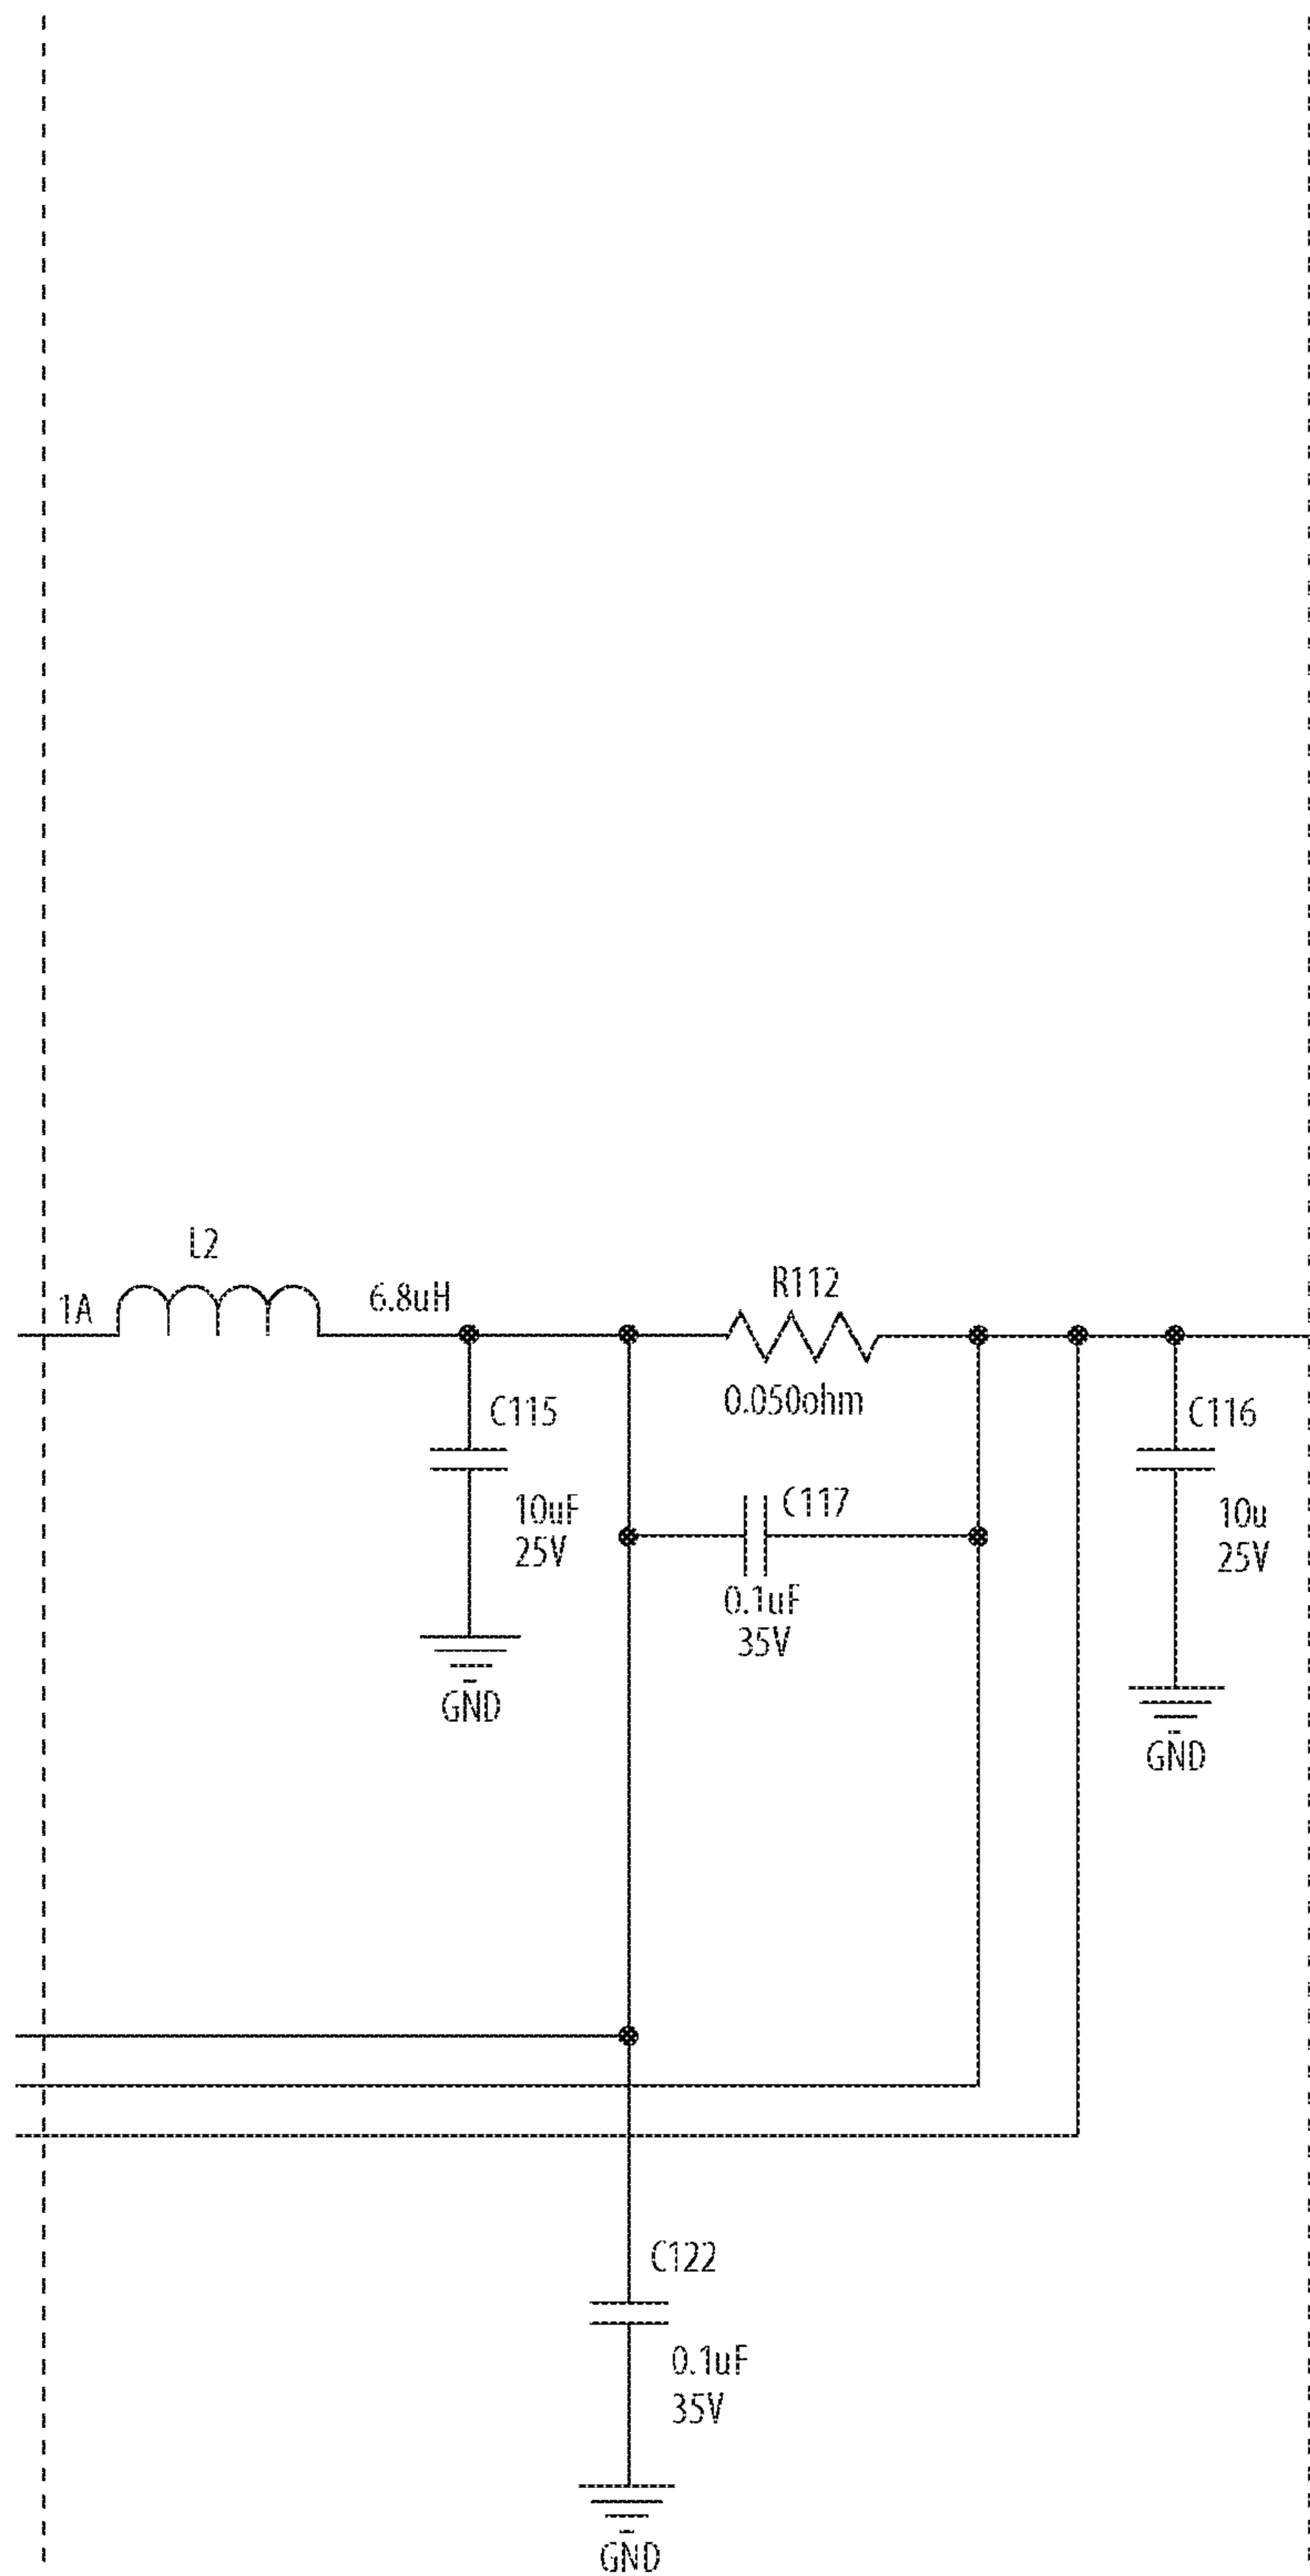 L2
1A
6.8uH
R112
0.050ohm
C115
10uF
25V
GND
C117
0.1uF
35V
C116
10u
25V
GND
C122
0.1uF
35V
GND